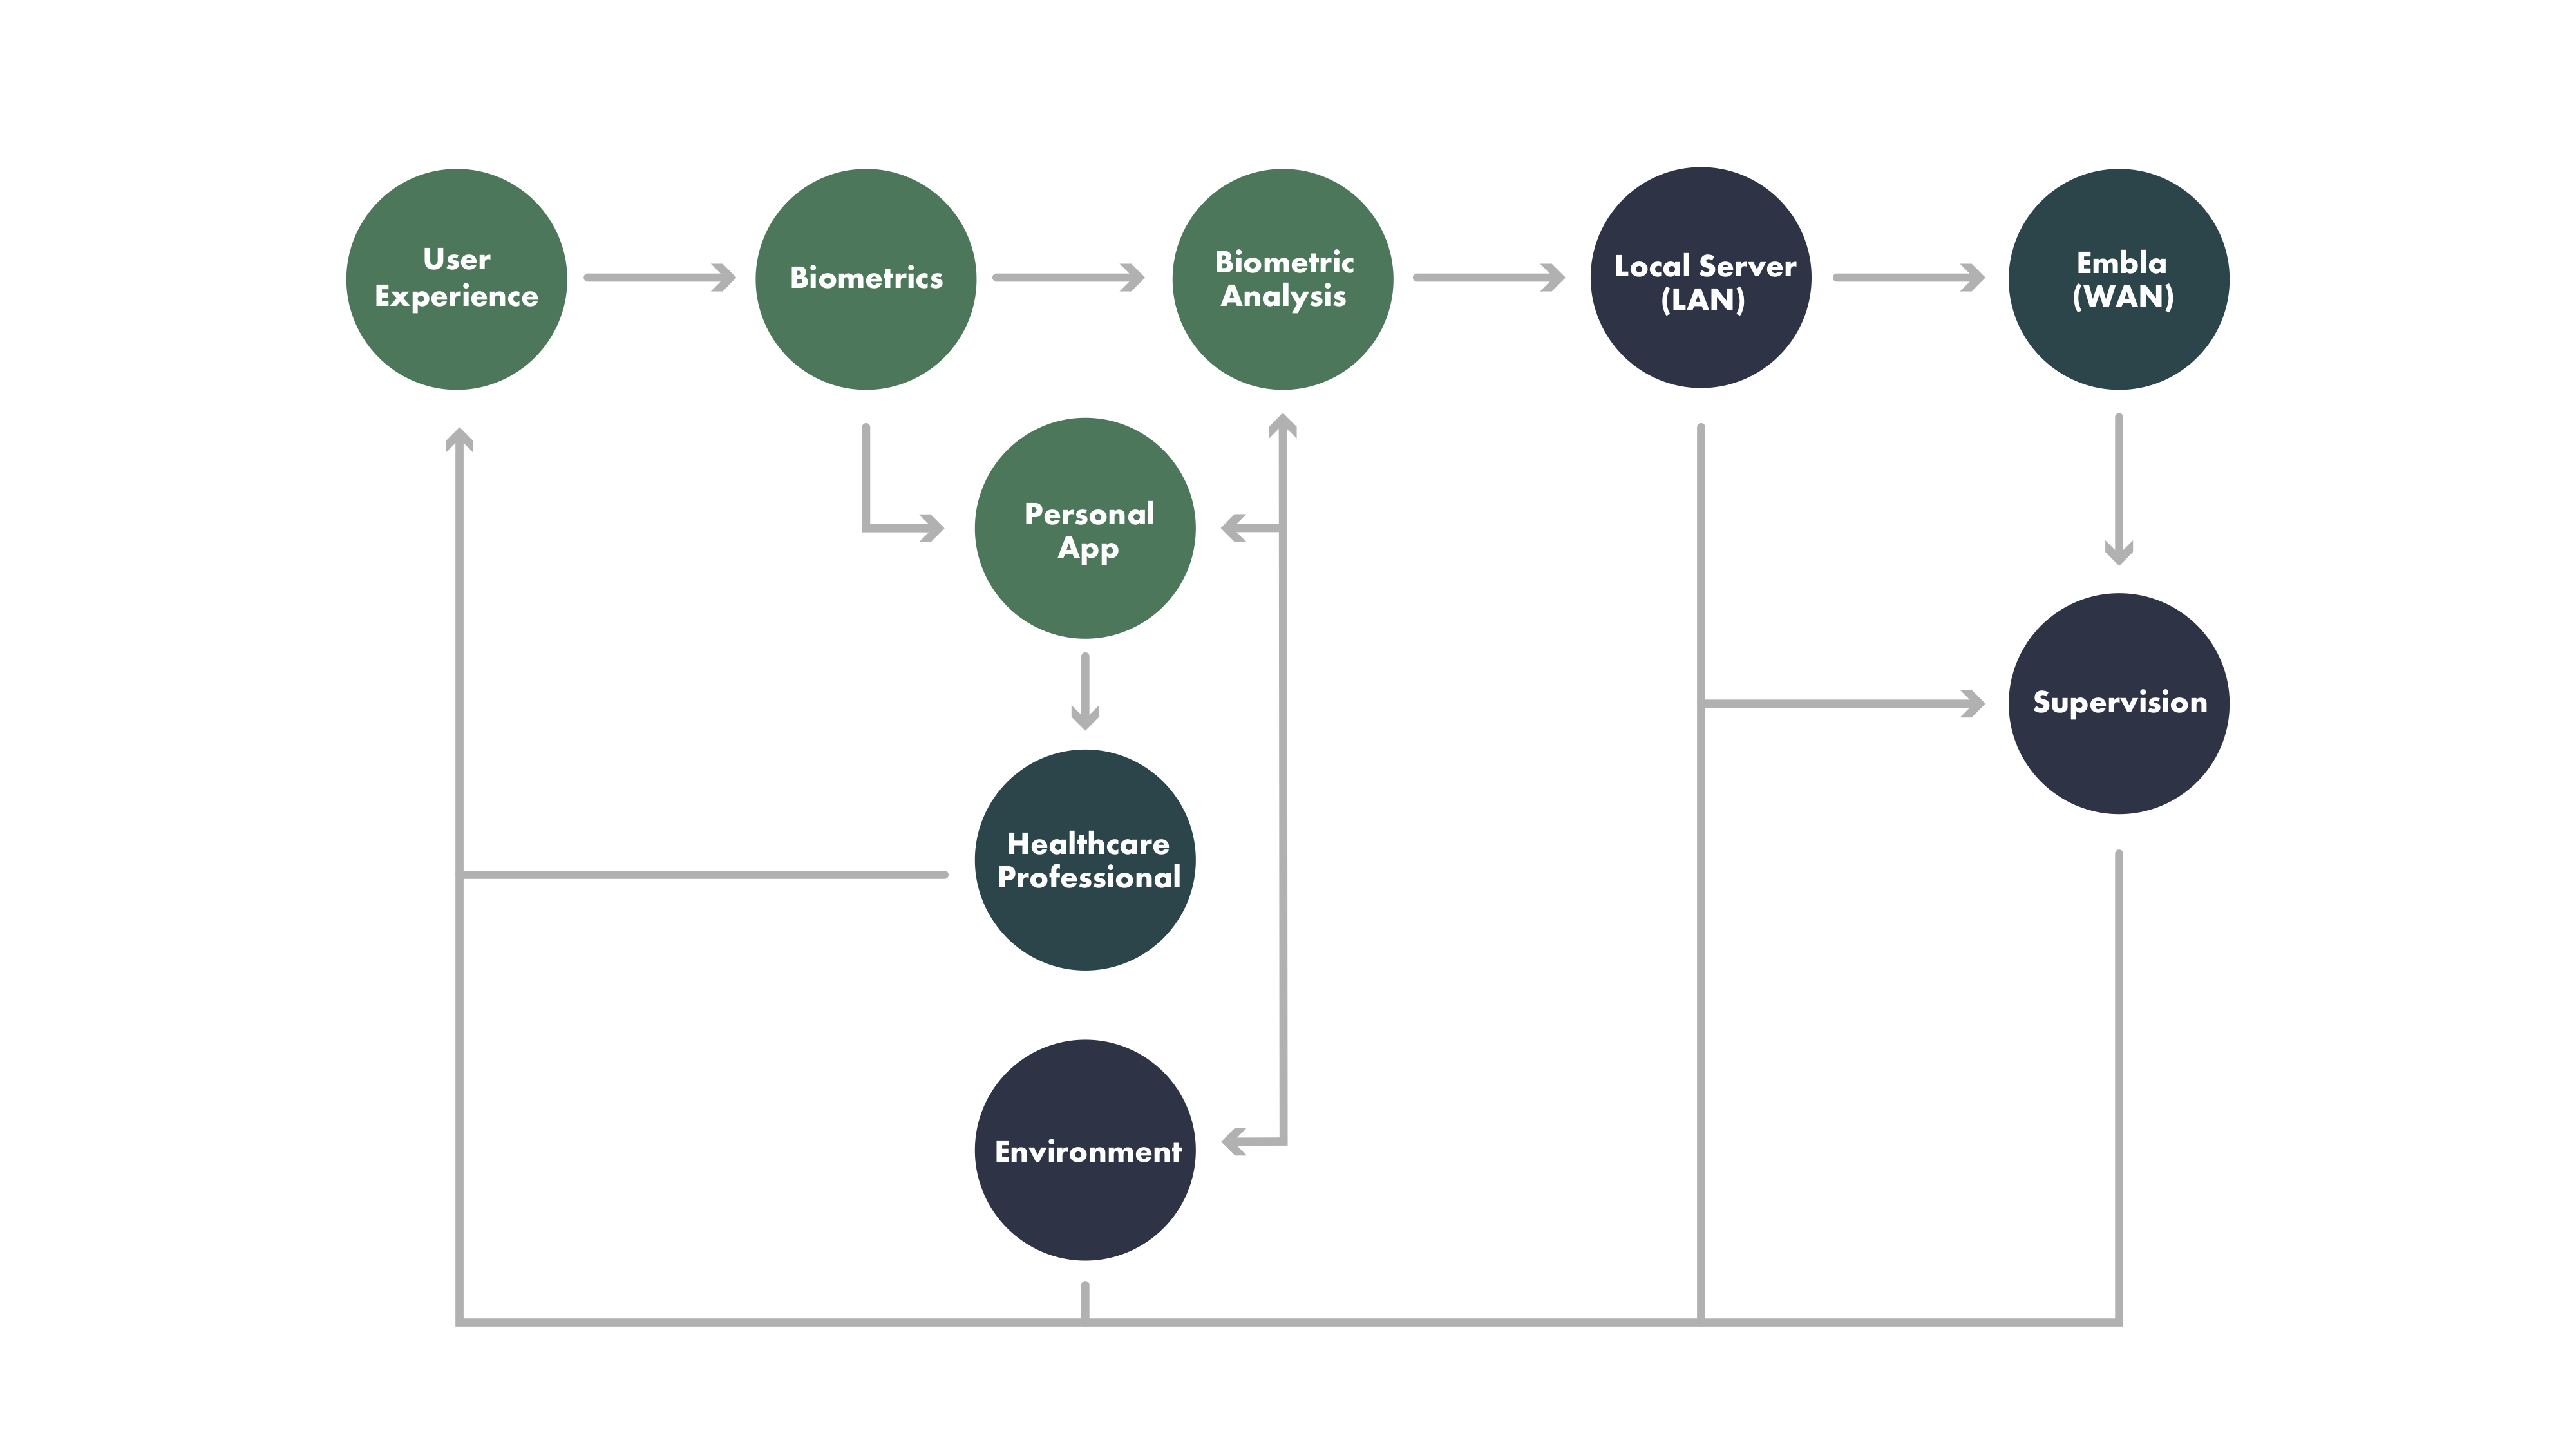 User
Experience
Biometrics
Biometric
Analysis
Local Server
(LAN)
Embla
(WAN)
Personal
App
Supervision
Healthcare
Professional
Environment